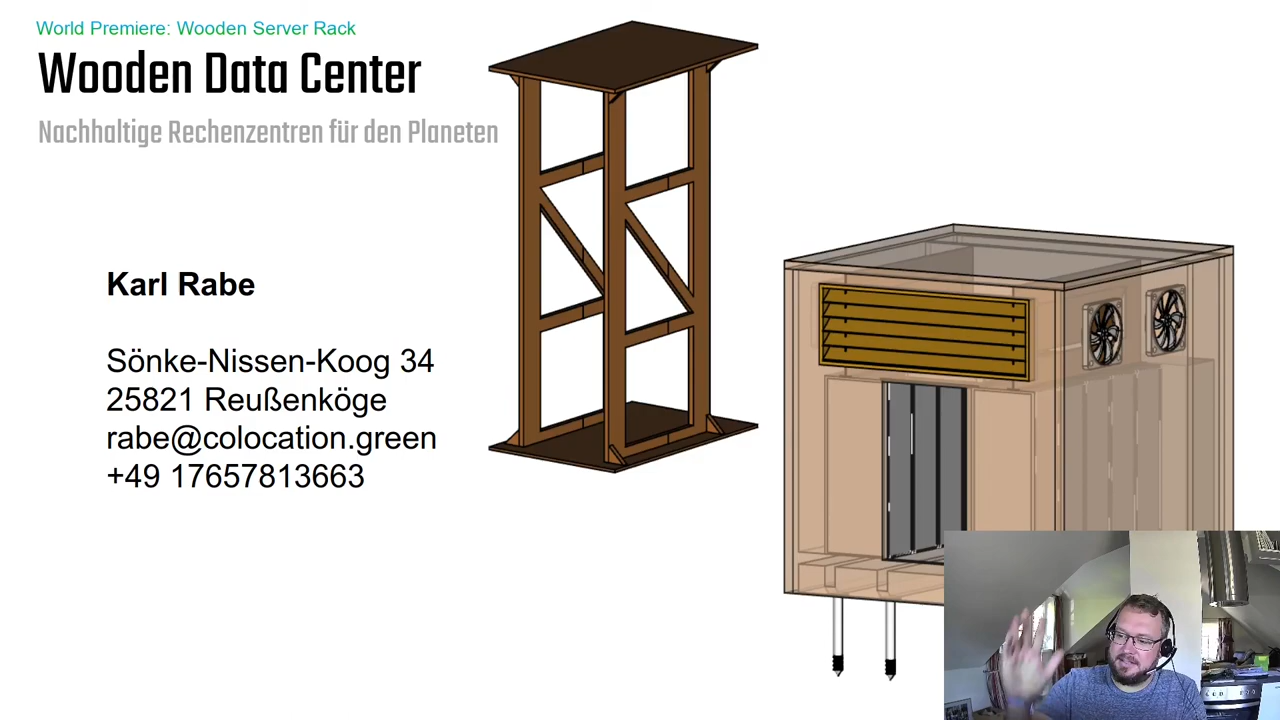 World Premiere: Wooden Server Rack
Wooden Data Center
Nachhaltige Rechenzentren für den Planeten
Karl Rabe
Sönke-Nissen-Koog 34
25821 Reußenköge
rabe@colocation.green
+49 17657813663